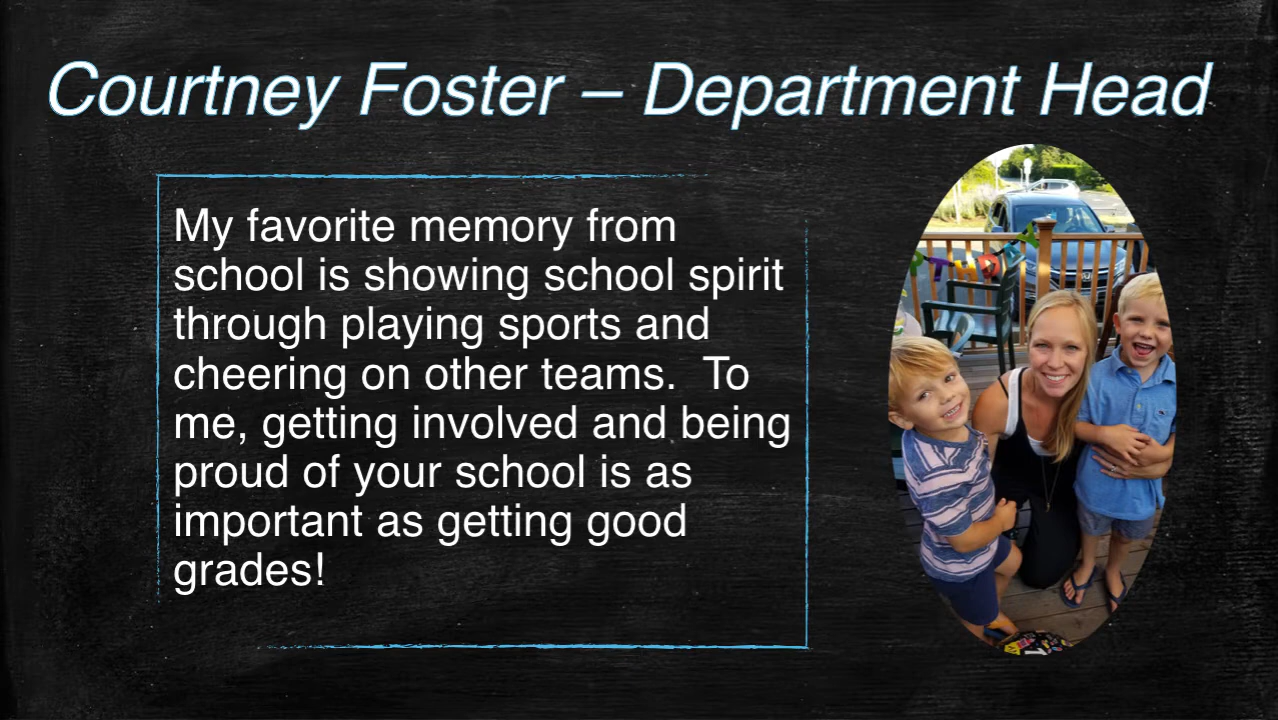 Courtney Foster – Department Head
My favorite memory from
school is showing school spirit
through playing sports and
cheering on other teams.  To
me, getting involved and being
proud of your school is as
important as getting good
grades!